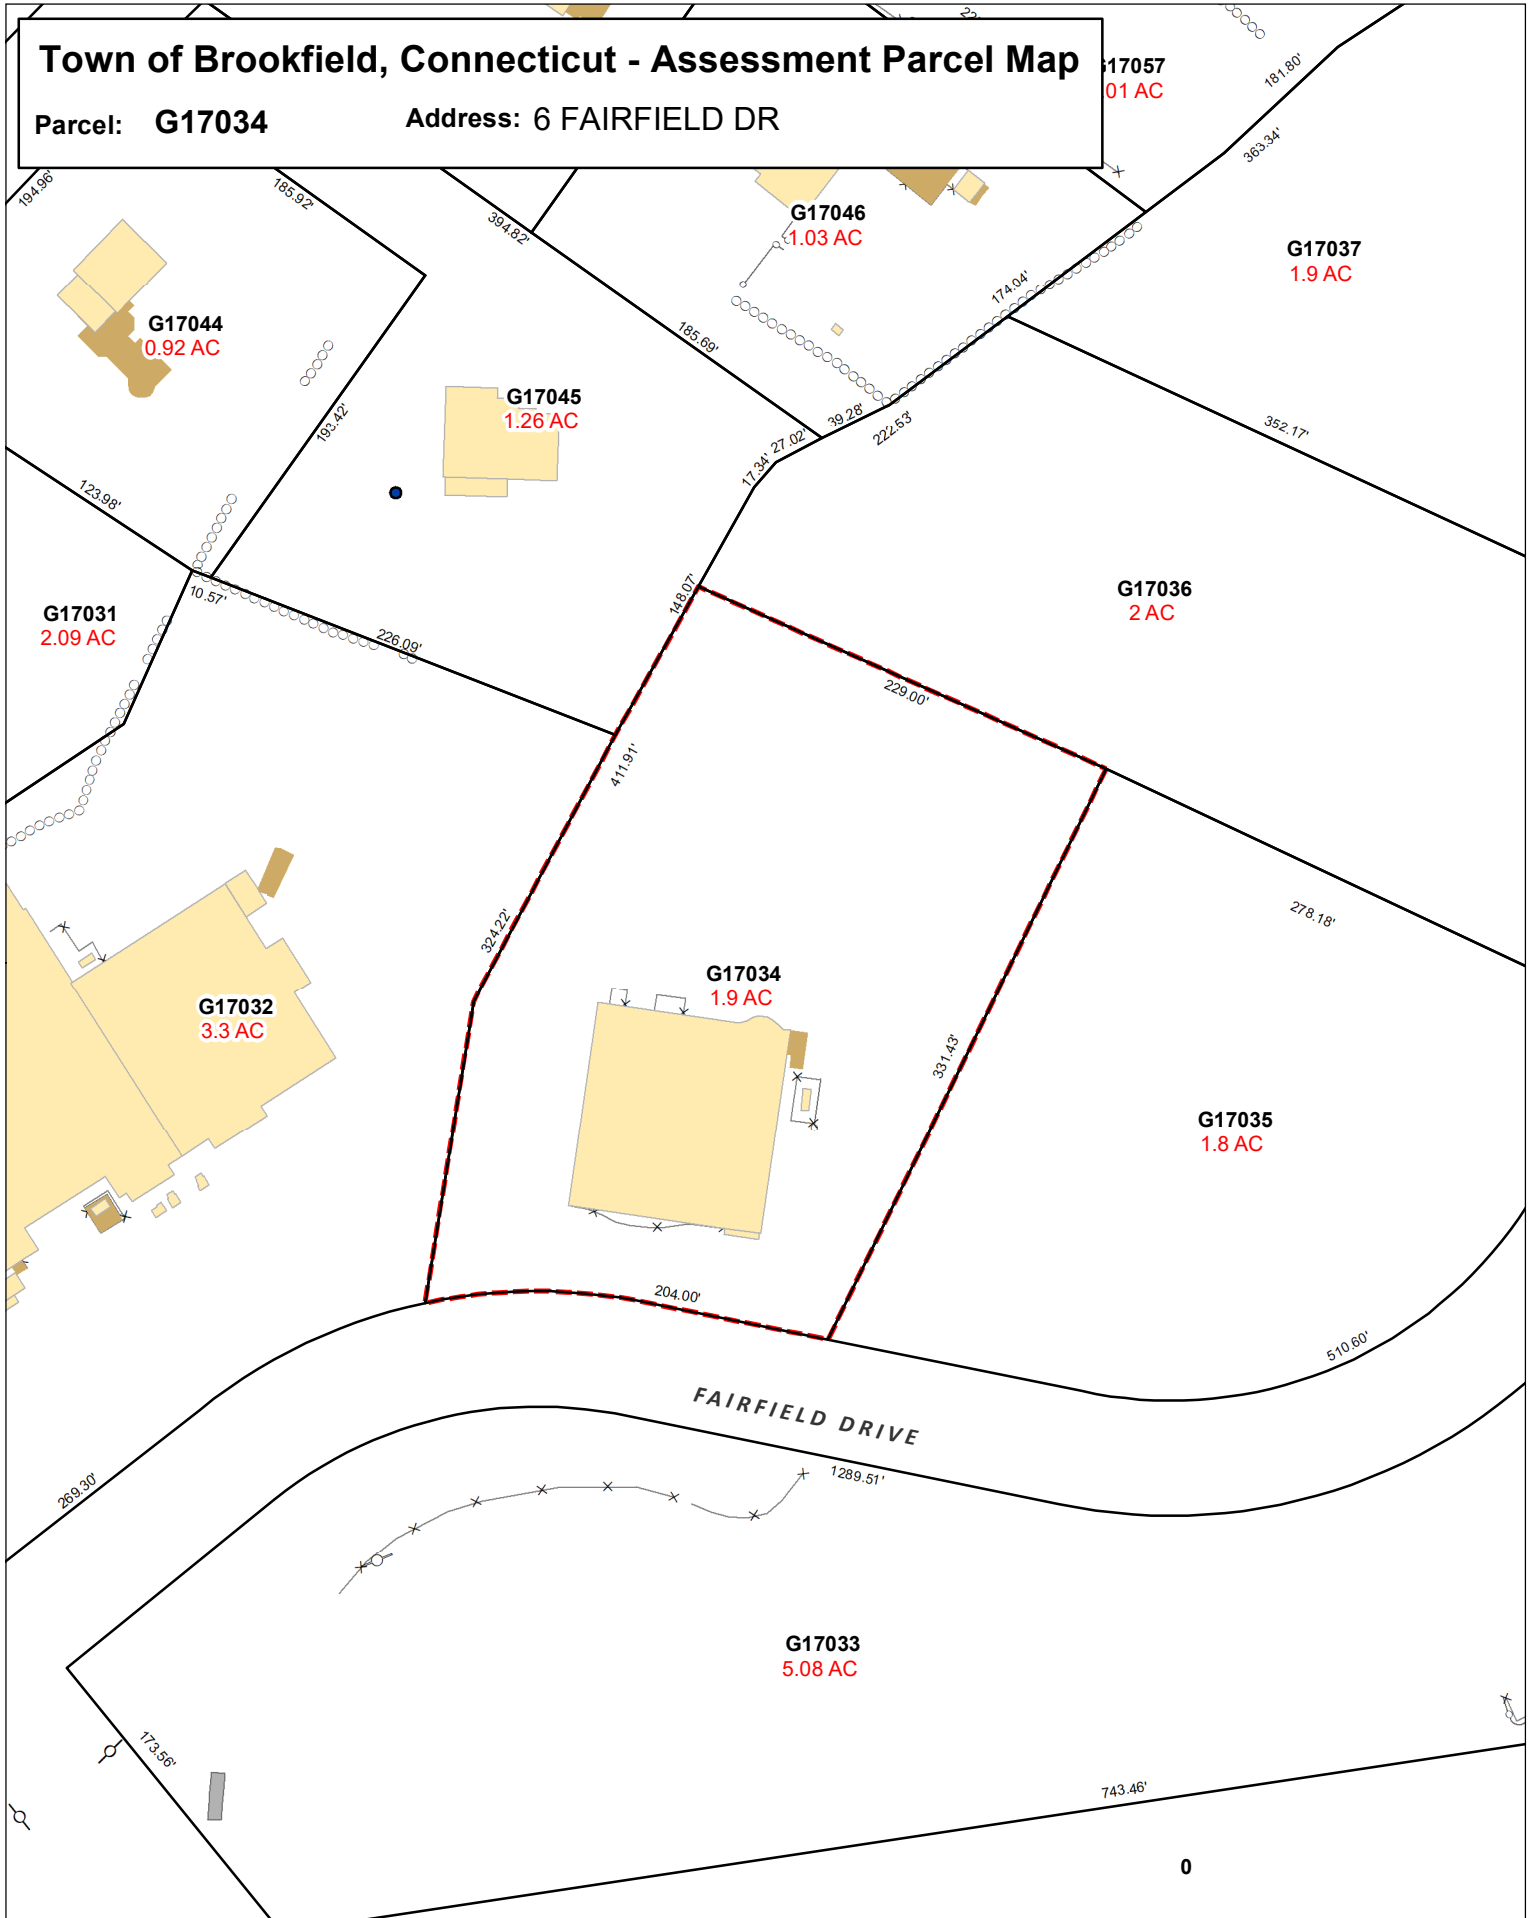 Town of Brookfield, Connecticut - Assessment Parcel Map
Parcel: G17034 Address: 6 FAIRFIELD DR
G17057
01 AC
181.80'
363.34'
194.96'
185.92'
394.82'
G17046
1.03 AC
G17037
1.9 AC
174.04'
G17044
0.92 AC
185.69'
G17045
1.26 AC
193.42'
39.28'
222.53'
352.17'
27.02'
17.34'
123.98'
148.07'
10.57'
G17031
2.09 AC
226.09'
G17036
2 AC
229.00'
411.91'
324.22'
278.18'
G17034
1.9 AC
G17032
3.3 AC
331.43'
G17035
1.8 AC
204.00'
510.60'
FAIRFIELD DRIVE
1289.51'
269.30'
G17033
5.08 AC
173.56'
743.46'
0